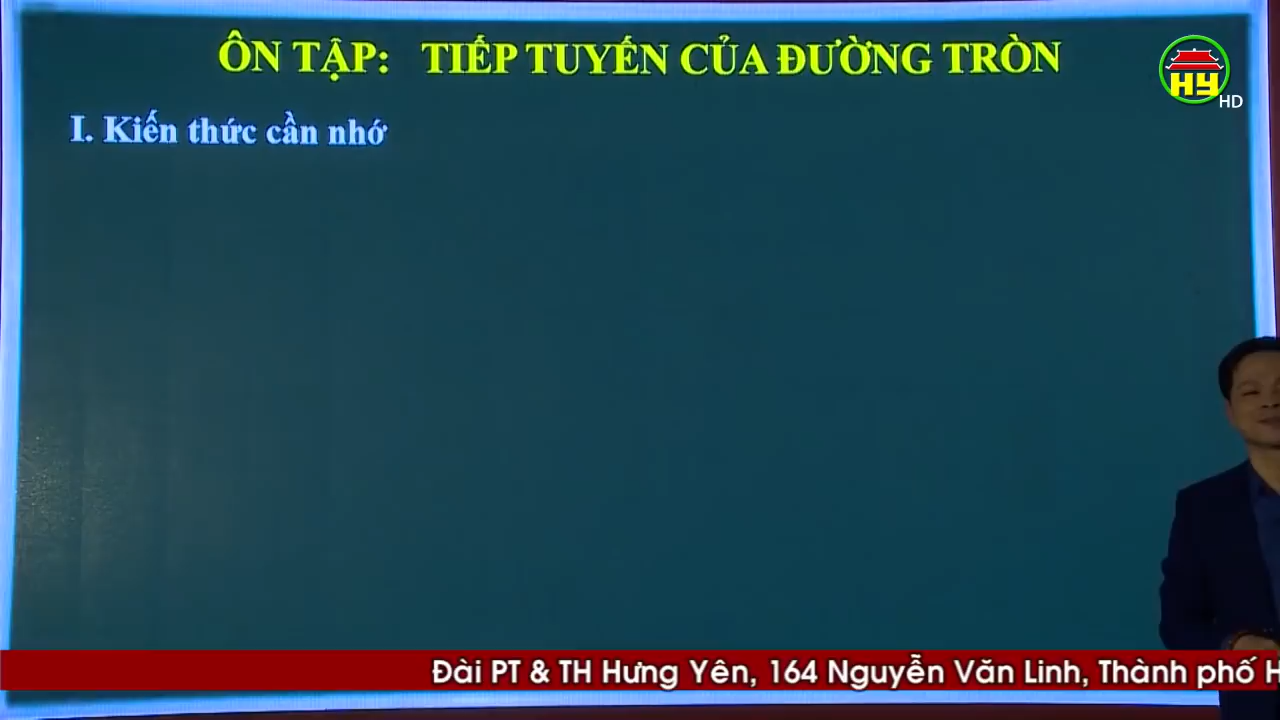 ÔN TẬP: TIẾP TUYẾN CỦA ĐƯỜNG TRÒN
HY
HD
I. Kiến thức cần nhớ
Đài PT & TH Hưng Yên, 164 Nguyễn Văn Linh, Thành phố H